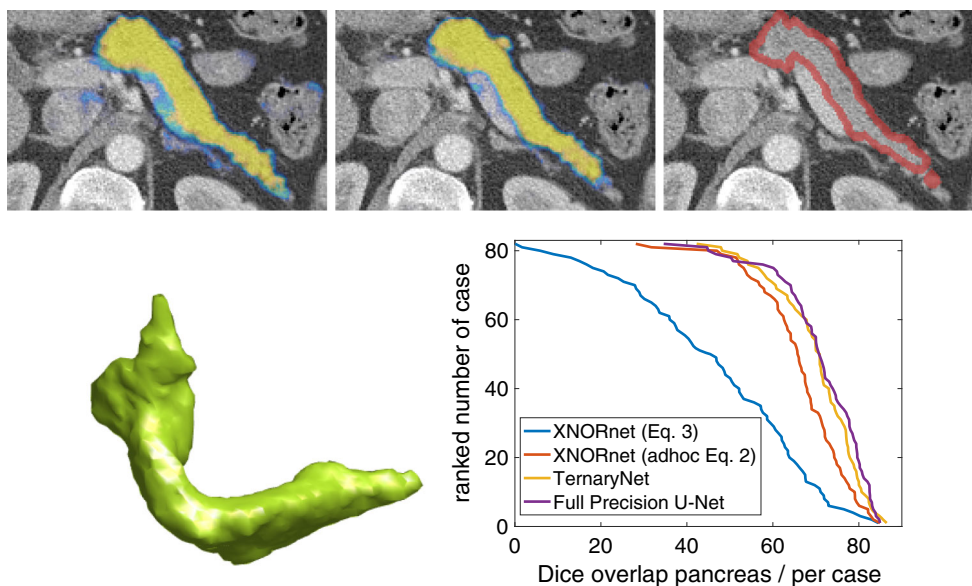 80
60
40
20
0
ranked number of case
XNORnet (Eq. 3)
XNORnet (adhoc Eq. 2)
TernaryNet
Full Precision U-Net
0 20 40 60 80
Dice overlap pancreas / per case